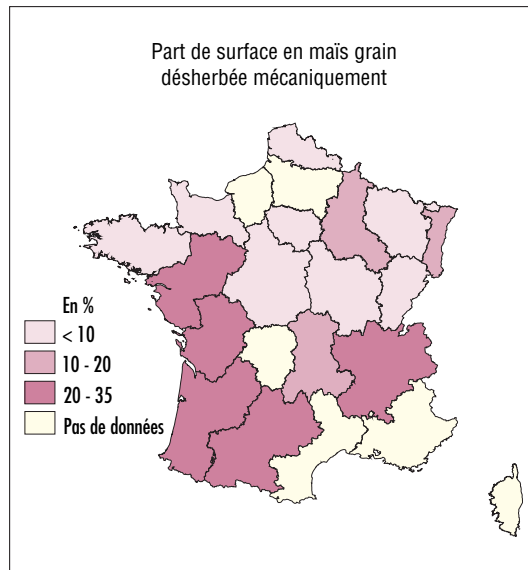 Part de surface en maïs grain
désherbée mécaniquement
En %
< 10
10 - 20
20 - 35
Pas de données